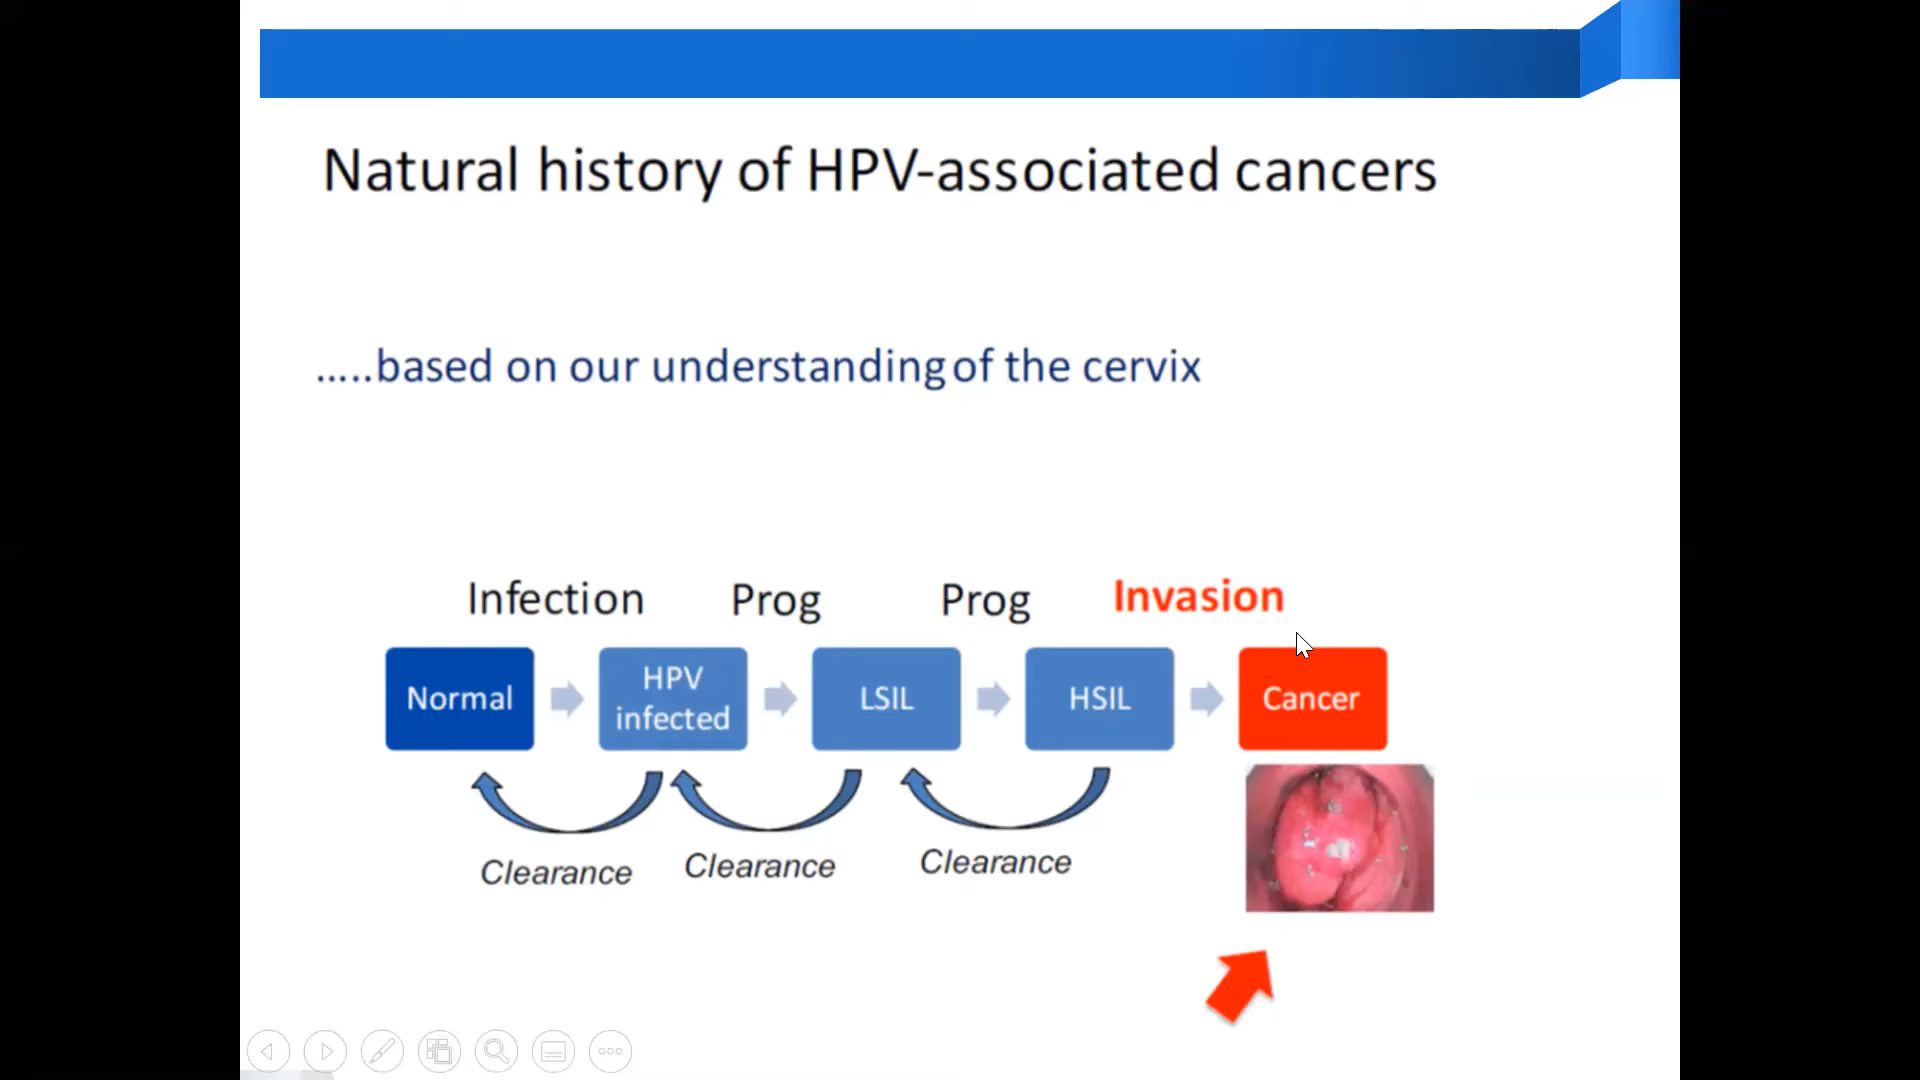 Natural history of HPV-associated cancers
.....based on our understanding of the cervix
Infection Prog Prog Invasion
Normal
HPV
infected
LSIL
HSIL
Cancer
Clearance Clearance Clearance